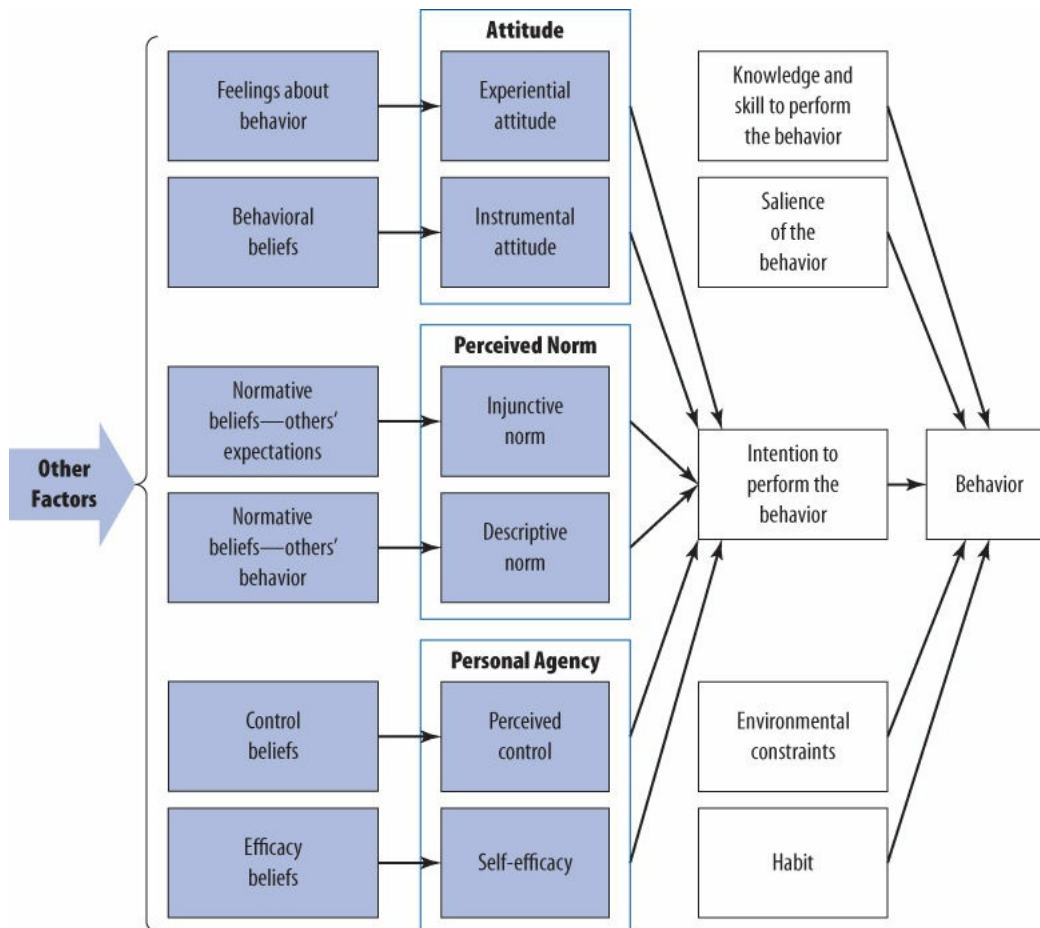 Attitude
Feelings about
behavior
Experiential
attitude
Knowledge and
skill to perform
the behavior
Behavioral
beliefs
Instrumental
attitude
Salience
of the
behavior
Perceived Norm
Normative
beliefs—others’
expectations
Injunctive
norm
Other
Factors
Intention to
perform the
behavior
Behavior
Normative
beliefs—others’
behavior
Descriptive
norm
Personal Agency
Control
beliefs
Perceived
control
Environmental
constraints
Efficacy
beliefs
Self-efficacy
Habit